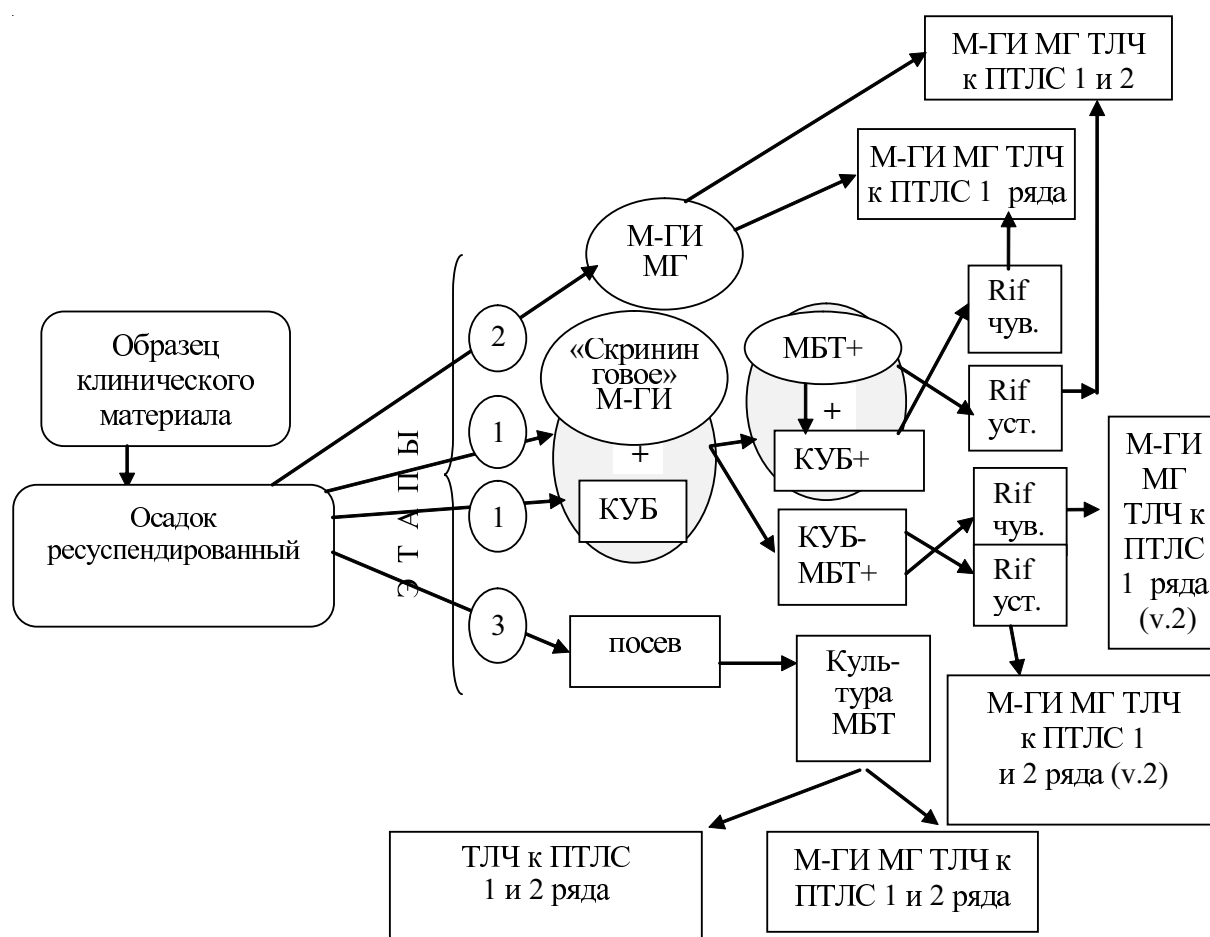 М-ГИ МГ ТЛЧ
к ПТЛС 1 и 2
М-ГИ МГ ТЛЧ
к ПТЛС 1 ряда
М-ГИ
МГ
Rif
чув.
Образец
клинического
материала
2
«Скринин
говое»
М-ГИ
+
КУБ
МБТ+
+
КУБ+
Rif
уст.
1
1
ЭТАПЫ
Осадок
ресуспендированный
КУБ-
МБТ+
Rif
чув.
Rif
уст.
М-ГИ
МГ
ТЛЧ к
ПТЛС
1 ряда
(v.2)
3
посев
Куль-
тура
МБТ
М-ГИ МГ ТЛЧ
к ПТЛС 1
и 2 ряда (v.2)
ТЛЧ к ПТЛС
1 и 2 ряда
М-ГИ МГ ТЛЧ к
ПТЛС 1 и 2 ряда